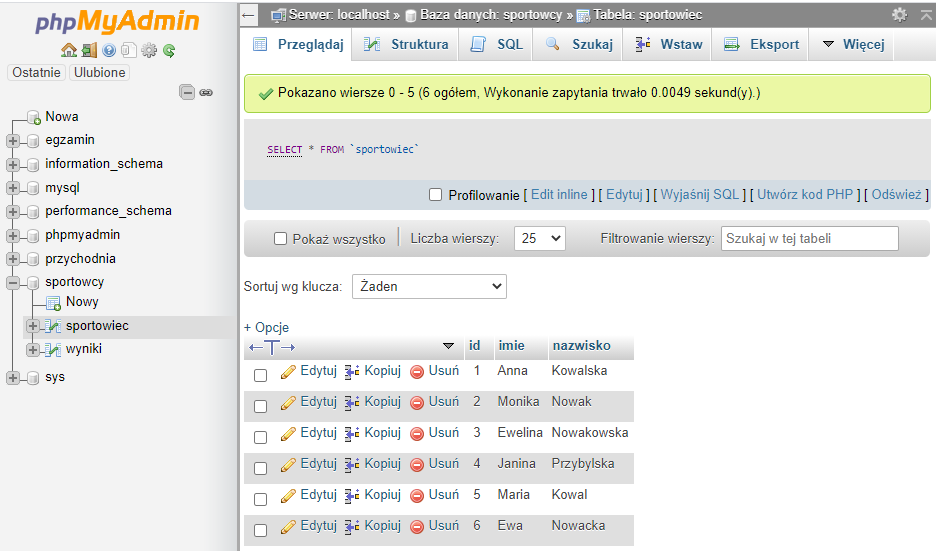 phpMyAdmin
Ostatnie Ulubione
Nowa
egzamin
information_schema
mysql
performance_schema
phpmyadmin
przychodnia
sportowcy
Nowy
sportowiec
wyniki
sys
Serwer: localhost » Baza danych: sportowcy » Tabela: sportowiec
Przeglądaj Struktura SQL Szukaj Wstaw Eksport Więcej
Pokazano wiersze 0 - 5 (6 ogółem, Wykonanie zapytania trwało 0.0049 sekund(y).)
SELECT * FROM `sportowiec`
Profilowanie [ Edit inline ] [ Edytuj ] [ Wyjaśnij SQL ] [ Utwórz kod PHP ] [ Odśwież ]
Pokaż wszystko Liczba wierszy: 25 Filtrowanie wierszy: Szukaj w tej tabeli
Sortuj wg klucza: Żaden
+ Opcje
←T→ id imie nazwisko
Edytuj Kopiuj Usuń 1 Anna Kowalska
Edytuj Kopiuj Usuń 2 Monika Nowak
Edytuj Kopiuj Usuń 3 Ewelina Nowakowska
Edytuj Kopiuj Usuń 4 Janina Przybylska
Edytuj Kopiuj Usuń 5 Maria Kowal
Edytuj Kopiuj Usuń 6 Ewa Nowacka